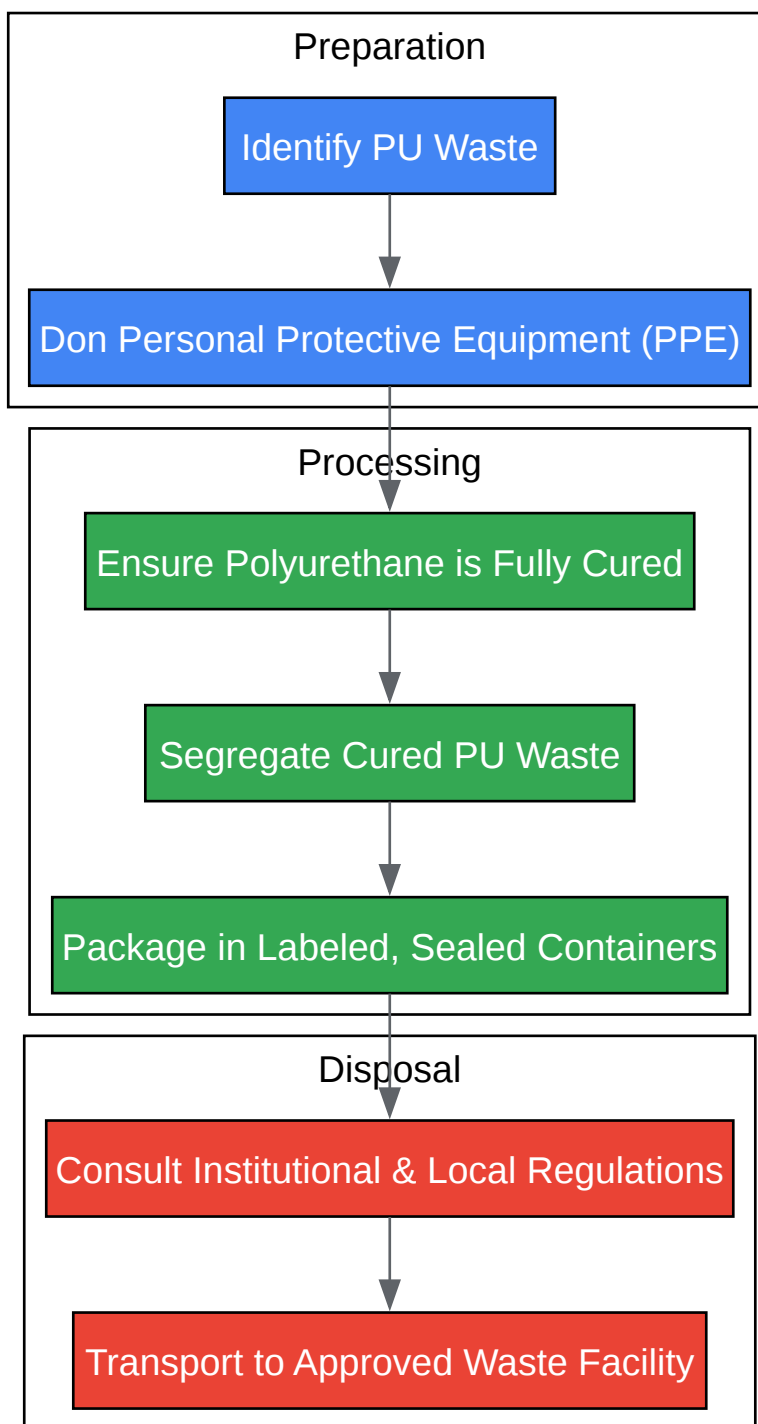 Preparation
Identify PU Waste
Don Personal Protective Equipment (PPE)
Processing
Ensure Polyurethane is Fully Cured
Segregate Cured PU Waste
Package in Labeled, Sealed Containers
Disposal
Consult Institutional & Local Regulations
Transport to Approved Waste Facility